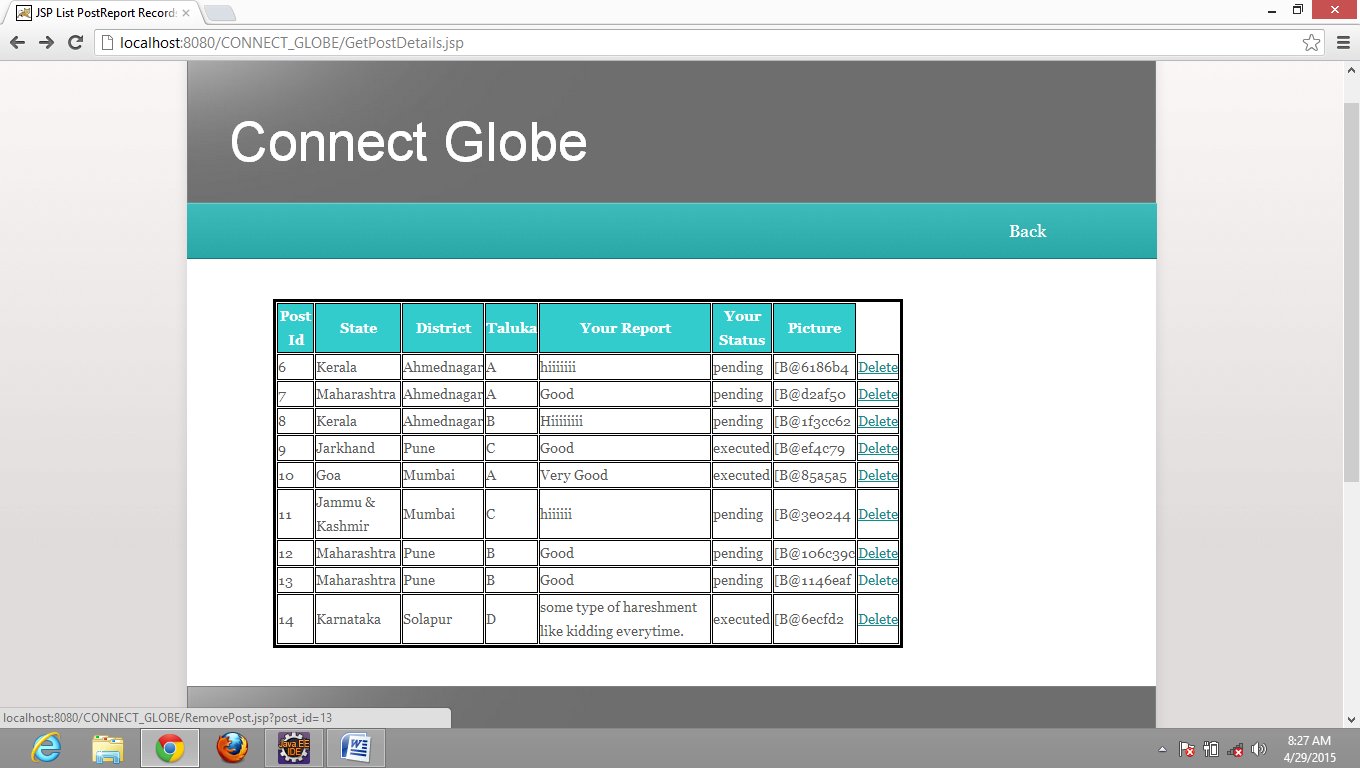 JSP List PostReport Record
localhost:8080/CONNECT_GLOBE/GetPostDetails.jsp
Connect Globe
Back
Post Id State District Taluka Your Report Your Status Picture
6 Kerala Ahmednagar A hiiiiiii pending [B@6186b4 Delete
7 Maharashtra Ahmednagar A Good pending [B@d2af50 Delete
8 Kerala Ahmednagar B Hiiiiiiii pending [B@1f3cc62 Delete
9 Jarkhand Pune C Good executed [B@ef4c79 Delete
10 Goa Mumbai A Very Good executed [B@85a5a5 Delete
11 Jammu & Kashmir Mumbai C hiiiiii pending [B@3e0244 Delete
12 Maharashtra Pune B Good pending [B@106c39c Delete
13 Maharashtra Pune B Good pending [B@1146eaf Delete
14 Karnataka Solapur D some type of hareshment like kidding everytime. executed [B@6ecfd2 Delete
localhost:8080/CONNECT_GLOBE/RemovePost.jsp?post_id=13
Java EE
IDE
8:27 AM
4/29/2015